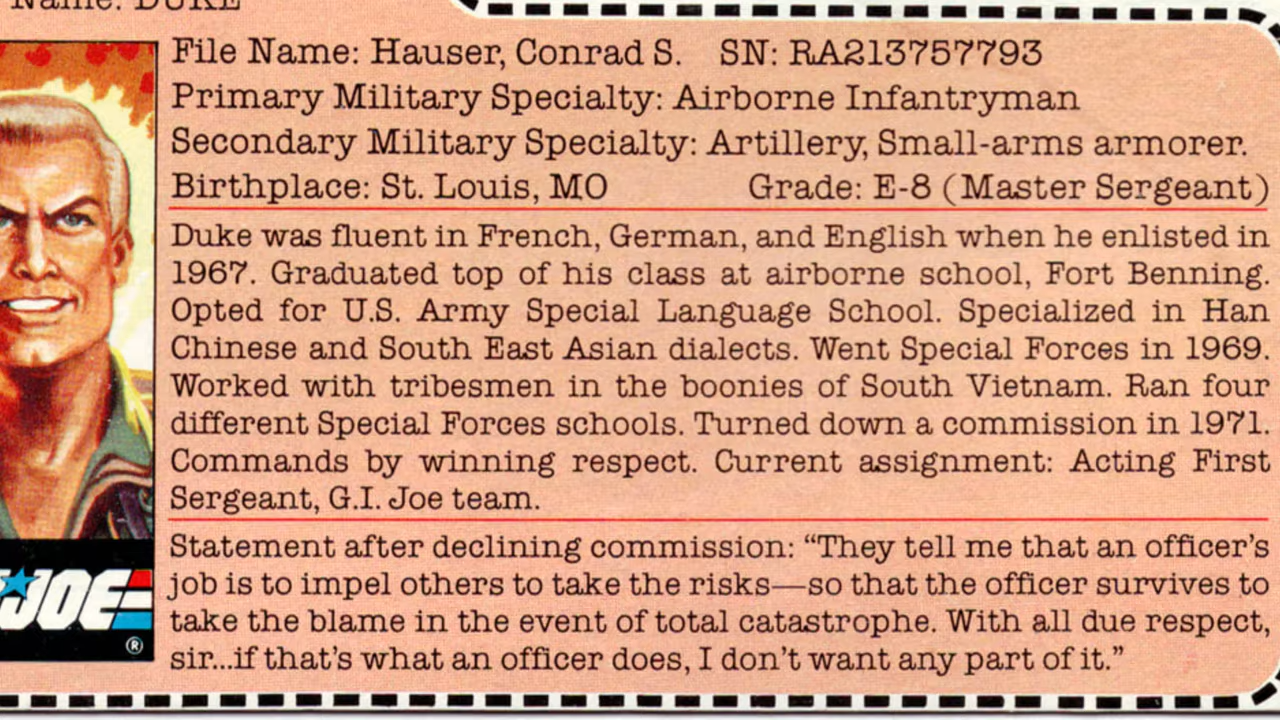 Name: DUKE
File Name: Hauser, Conrad S. SN: RA213757793
Primary Military Specialty: Airborne Infantryman
Secondary Military Specialty: Artillery, Small-arms armorer.
Birthplace: St. Louis, MO Grade: E-8 (Master Sergeant)
Duke was fluent in French, German, and English when he enlisted in
1967. Graduated top of his class at airborne school, Fort Benning.
Opted for U.S. Army Special Language School. Specialized in Han
Chinese and South East Asian dialects. Went Special Forces in 1969.
Worked with tribesmen in the boonies of South Vietnam. Ran four
different Special Forces schools. Turned down a commission in 1971.
Commands by winning respect. Current assignment: Acting First
Sergeant, G.I. Joe team.
Statement after declining commission: “They tell me that an officer's
job is to impel others to take the risks—so that the officer survives to
take the blame in the event of total catastrophe. With all due respect,
sir...if that's what an officer does, I don't want any part of it.”
JOE
®